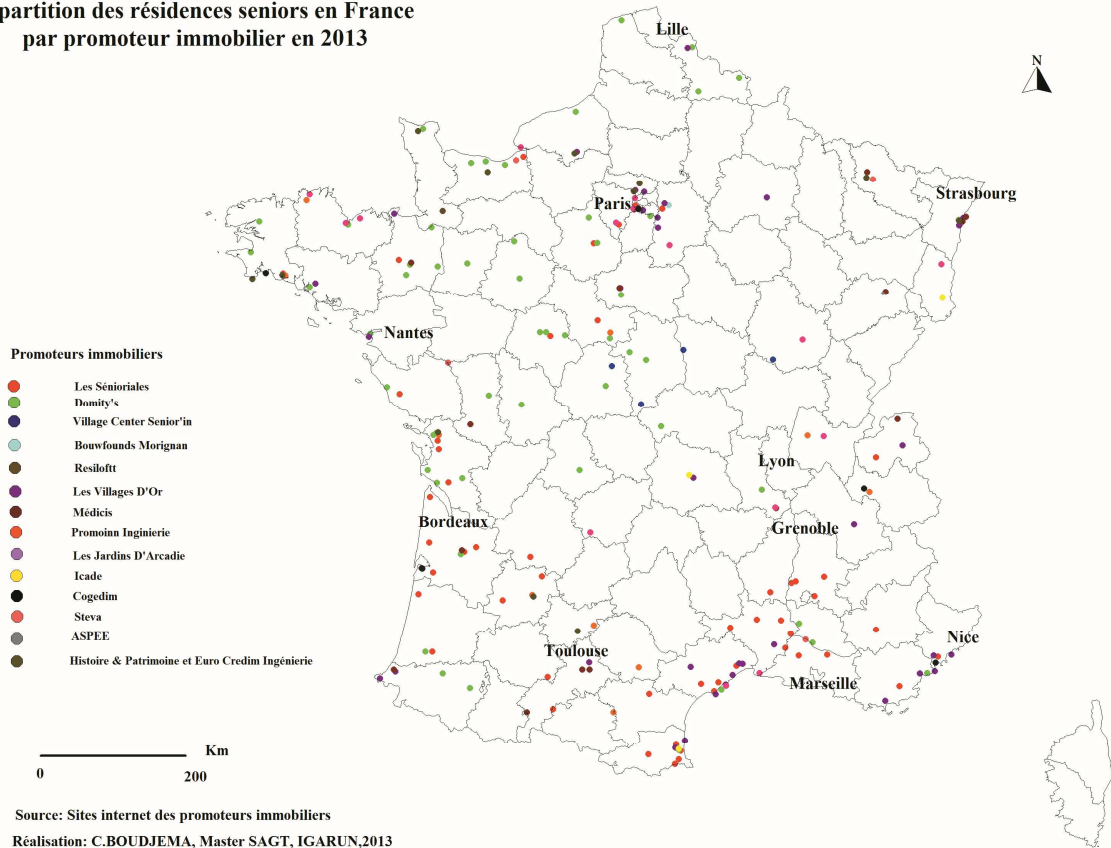 partition des résidences seniors en France
par promoteur immobilier en 2013
Lille
N
Paris
Strasbourg
Nantes
Promoteurs immobiliers
Les Sénioriales
Domity's
Village Center Senior'in
Bouwfounds Morignan
Resiloftt
Les Villages D'Or
Médicis
Promoinn Inginierie
Les Jardins D'Arcadie
Icade
Cogedim
Steva
ASPEE
Histoire & Patrimoine et Euro Credim Ingénierie
Lyon
Bordeaux
Grenoble
Toulouse
Nice
Marseille
Km
0 200
Source: Sites internet des promoteurs immobiliers
Réalisation: C.BOUDJEMA, Master SAGT, IGARUN,2013